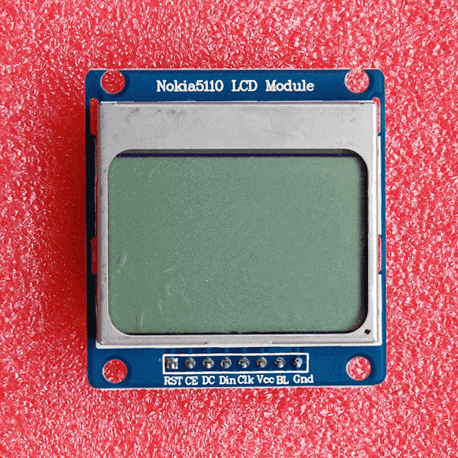 Nokia5110 LCD Module
RST CE DC Din Clk Vcc BL Gnd